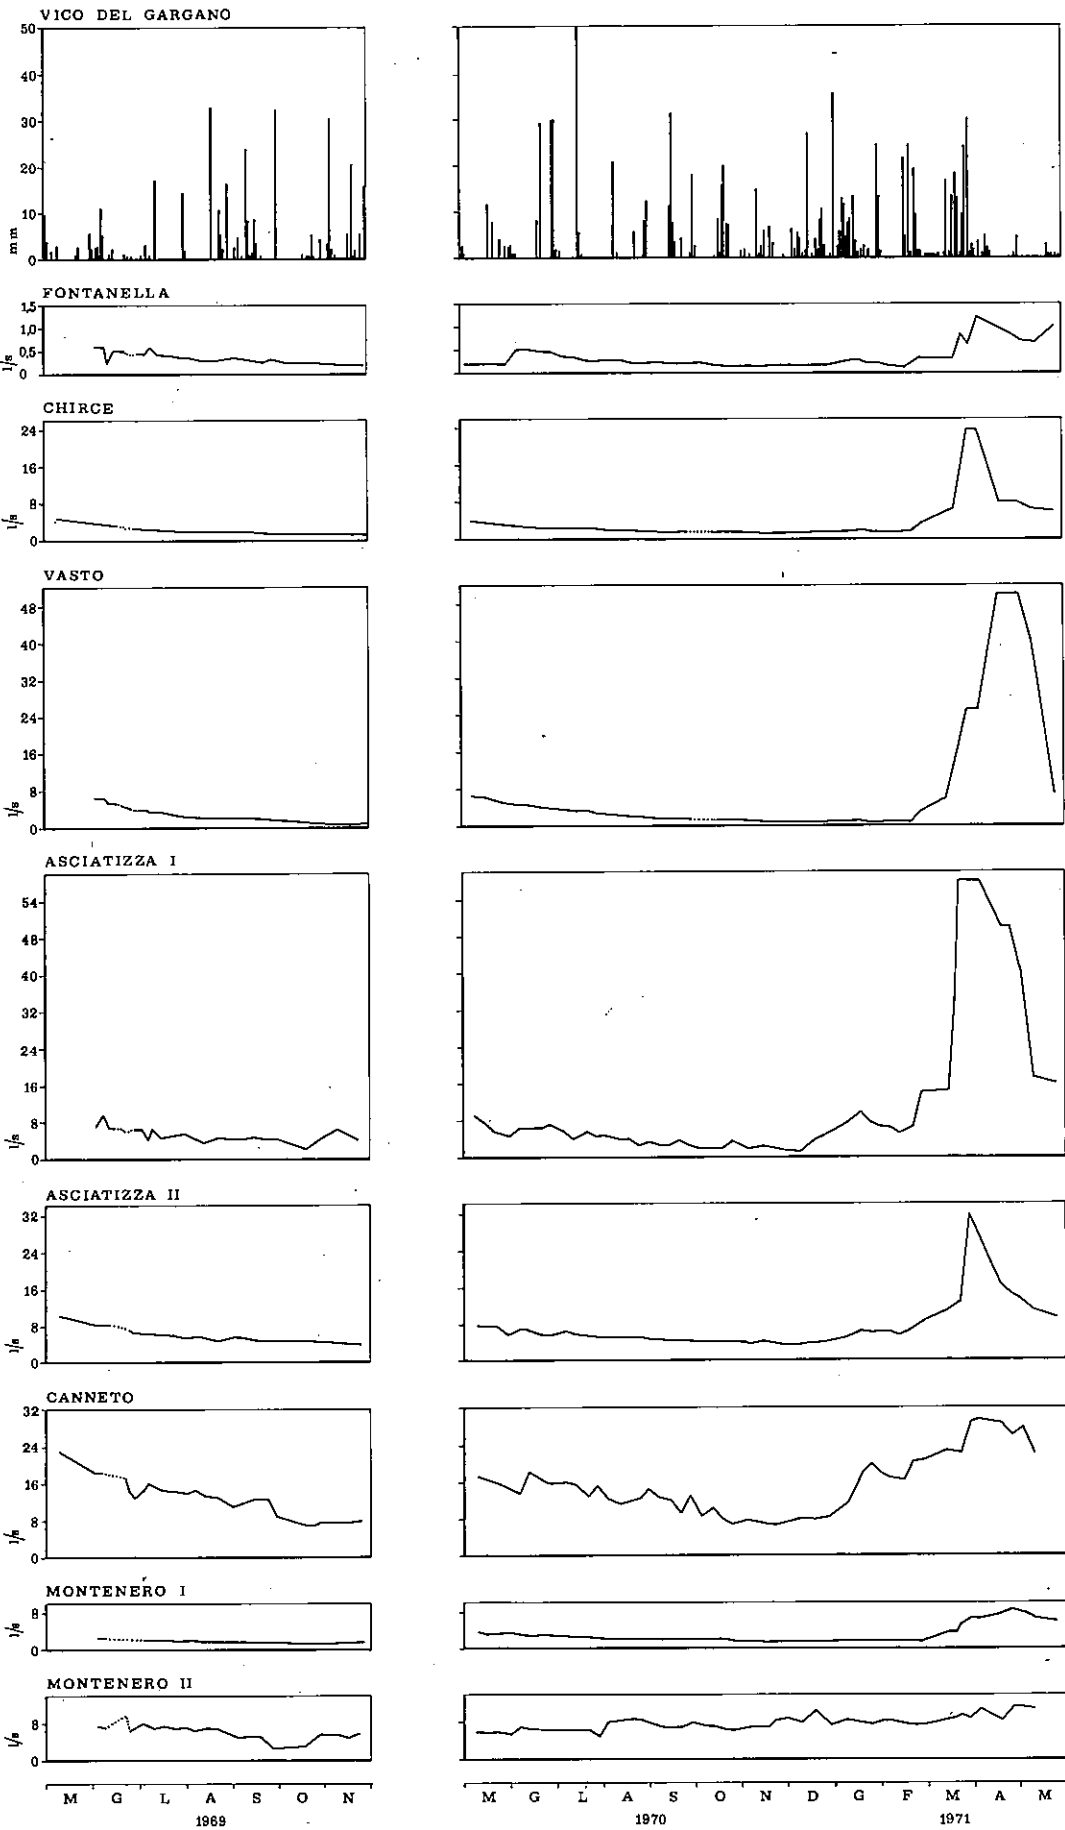 VICO DEL GARGANO
50
40
30
20
10
0
mm
FONTANELLA
1,5
1,0
0,5
0
l/s
CHIRCE
24
16
8
0
l/s
VASTO
48
40
32
24
16
8
0
l/s
ASCIATIZZA I
54
48
40
32
24
16
8
0
l/s
ASCIATIZZA II
32
24
16
8
0
l/s
CANNETO
32
24
16
8
0
l/s
MONTENERO I
8
0
l/s
MONTENERO II
8
0
l/s
M G L A S O N M G L A S O N D G F M A M
1969 1970 1971